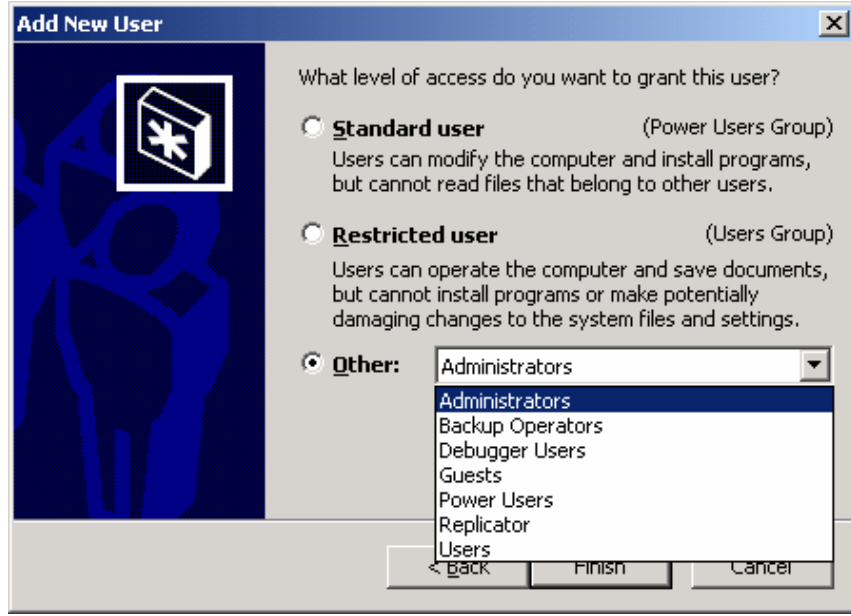 Add New User
What level of access do you want to grant this user?
Standard user (Power Users Group)
Users can modify the computer and install programs,
but cannot read files that belong to other users.
Restricted user (Users Group)
Users can operate the computer and save documents,
but cannot install programs or make potentially
damaging changes to the system files and settings.
Other: Administrators
Administrators
Backup Operators
Debugger Users
Guests
Power Users
Replicator
Users
< Back Finish Cancel